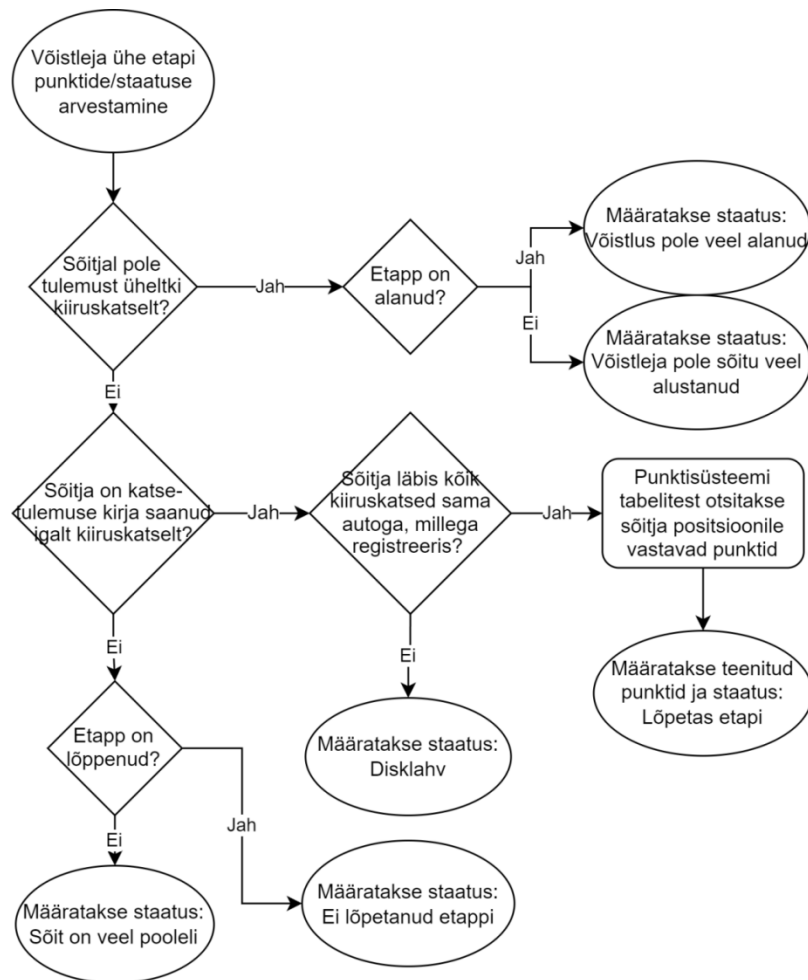 Võistleja ühe etapi
punktide/staatuse
arvestamine
Sõitjal pole
tulemust üheltki
kiiruskatselt?
Jah
Etapp on
alanud?
Jah
Määratakse staatus:
Võistlus pole veel alanud
Ei
Määratakse staatus:
Võistleja pole sõitu veel
alustanud
Ei
Sõitja on katse-
tulemuse kirja saanud
igalt kiiruskatselt?
Jah
Sõitja läbis kõik
kiiruskatsed sama
autoga, millega
registreeris?
Jah
Punktisüsteemi
tabelitest otsitakse
sõitja positsioonile
vastavad punktid
Määratakse teenitud
punktid ja staatus:
Lõpetas etapi
Ei
Määratakse staatus:
Disklahv
Ei
Etapp on
lõppenud?
Jah
Määratakse staatus:
Ei lõpetanud etappi
Ei
Määratakse staatus:
Sõit on veel pooleli